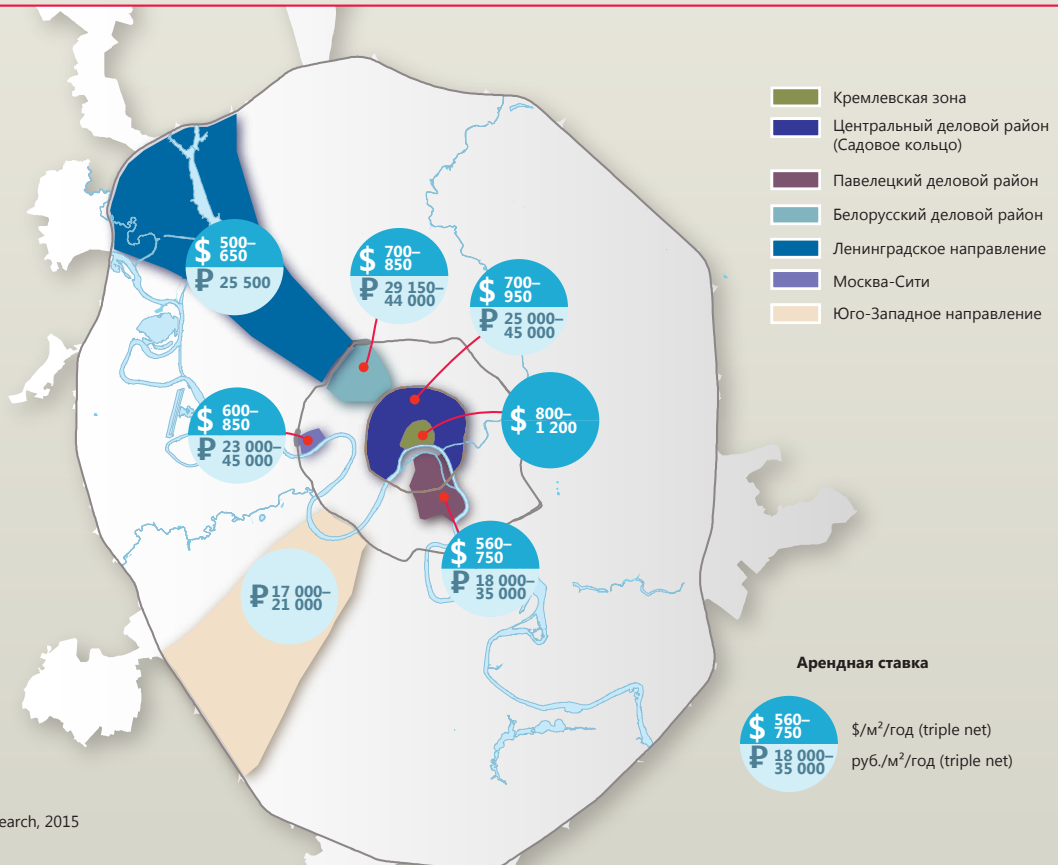 Кремлевская зона
Центральный деловой район
(Садовое кольцо)
Павелецкий деловой район
Белорусский деловой район
Ленинградское направление
Москва-Сити
Юго-Западное направление
$ 500–
650
₽ 25 500
$ 700–
850
₽ 29 150–
44 000
$ 700–
950
₽ 25 000–
45 000
$ 800–
1 200
$ 600–
850
₽ 23 000–
45 000
$ 560–
750
₽ 18 000–
35 000
₽ 17 000–
21 000
Арендная ставка
$ 560–
750
$/м²/год (triple net)
₽ 18 000–
35 000
руб./м²/год (triple net)
earch, 2015